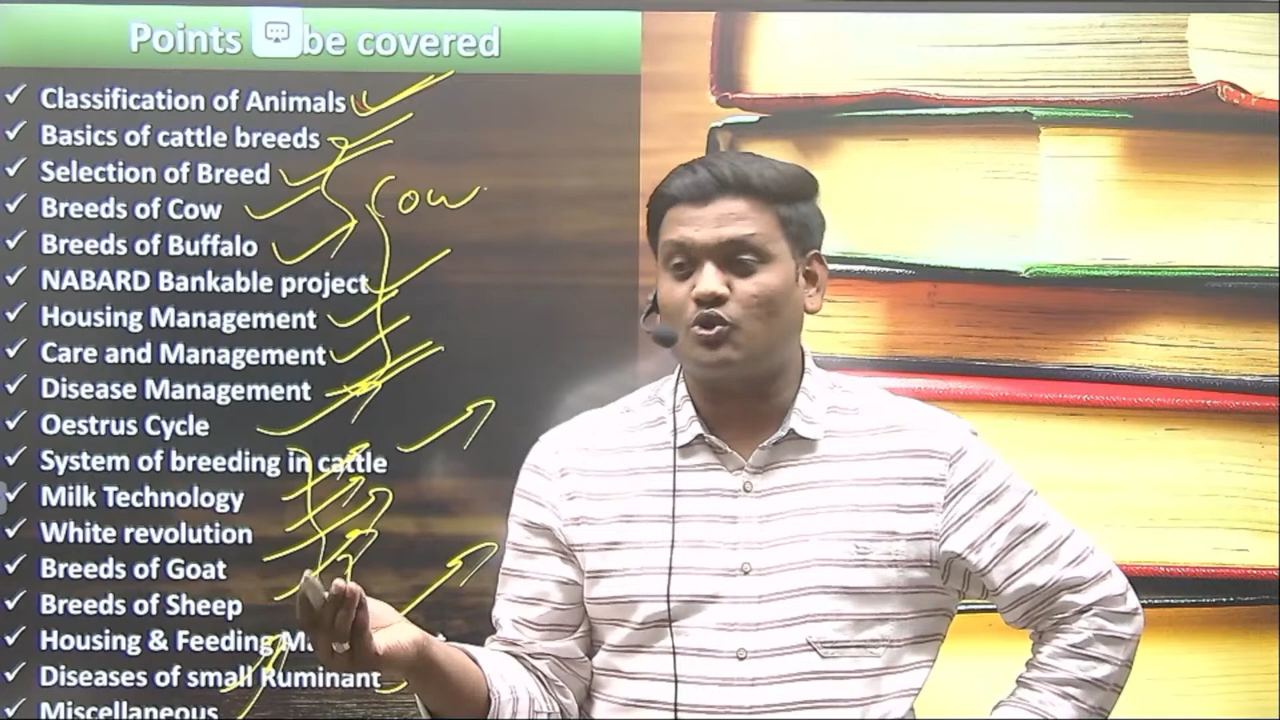 Points be covered
✓ Classification of Animals
✓ Basics of cattle breeds
✓ Selection of Breed
✓ Breeds of Cow
Cow
✓ Breeds of Buffalo
✓ NABARD Bankable project
✓ Housing Management
✓ Care and Management
✓ Disease Management
✓ Oestrus Cycle
✓ System of breeding in cattle
✓ Milk Technology
✓ White revolution
✓ Breeds of Goat
✓ Breeds of Sheep
✓ Housing & Feeding
✓ Diseases of small Ruminant
✓ Miscellaneous